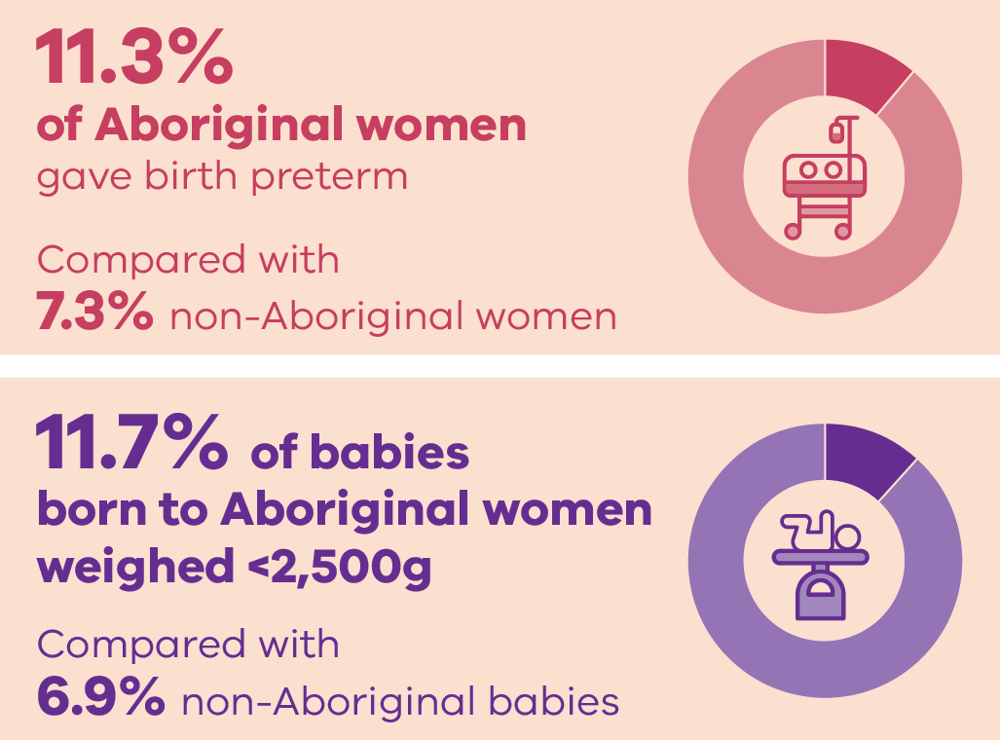 11.3%
of Aboriginal women
gave birth preterm
Compared with
7.3% non-Aboriginal women
11.7% of babies
born to Aboriginal women
weighed <2,500g
Compared with
6.9% non-Aboriginal babies